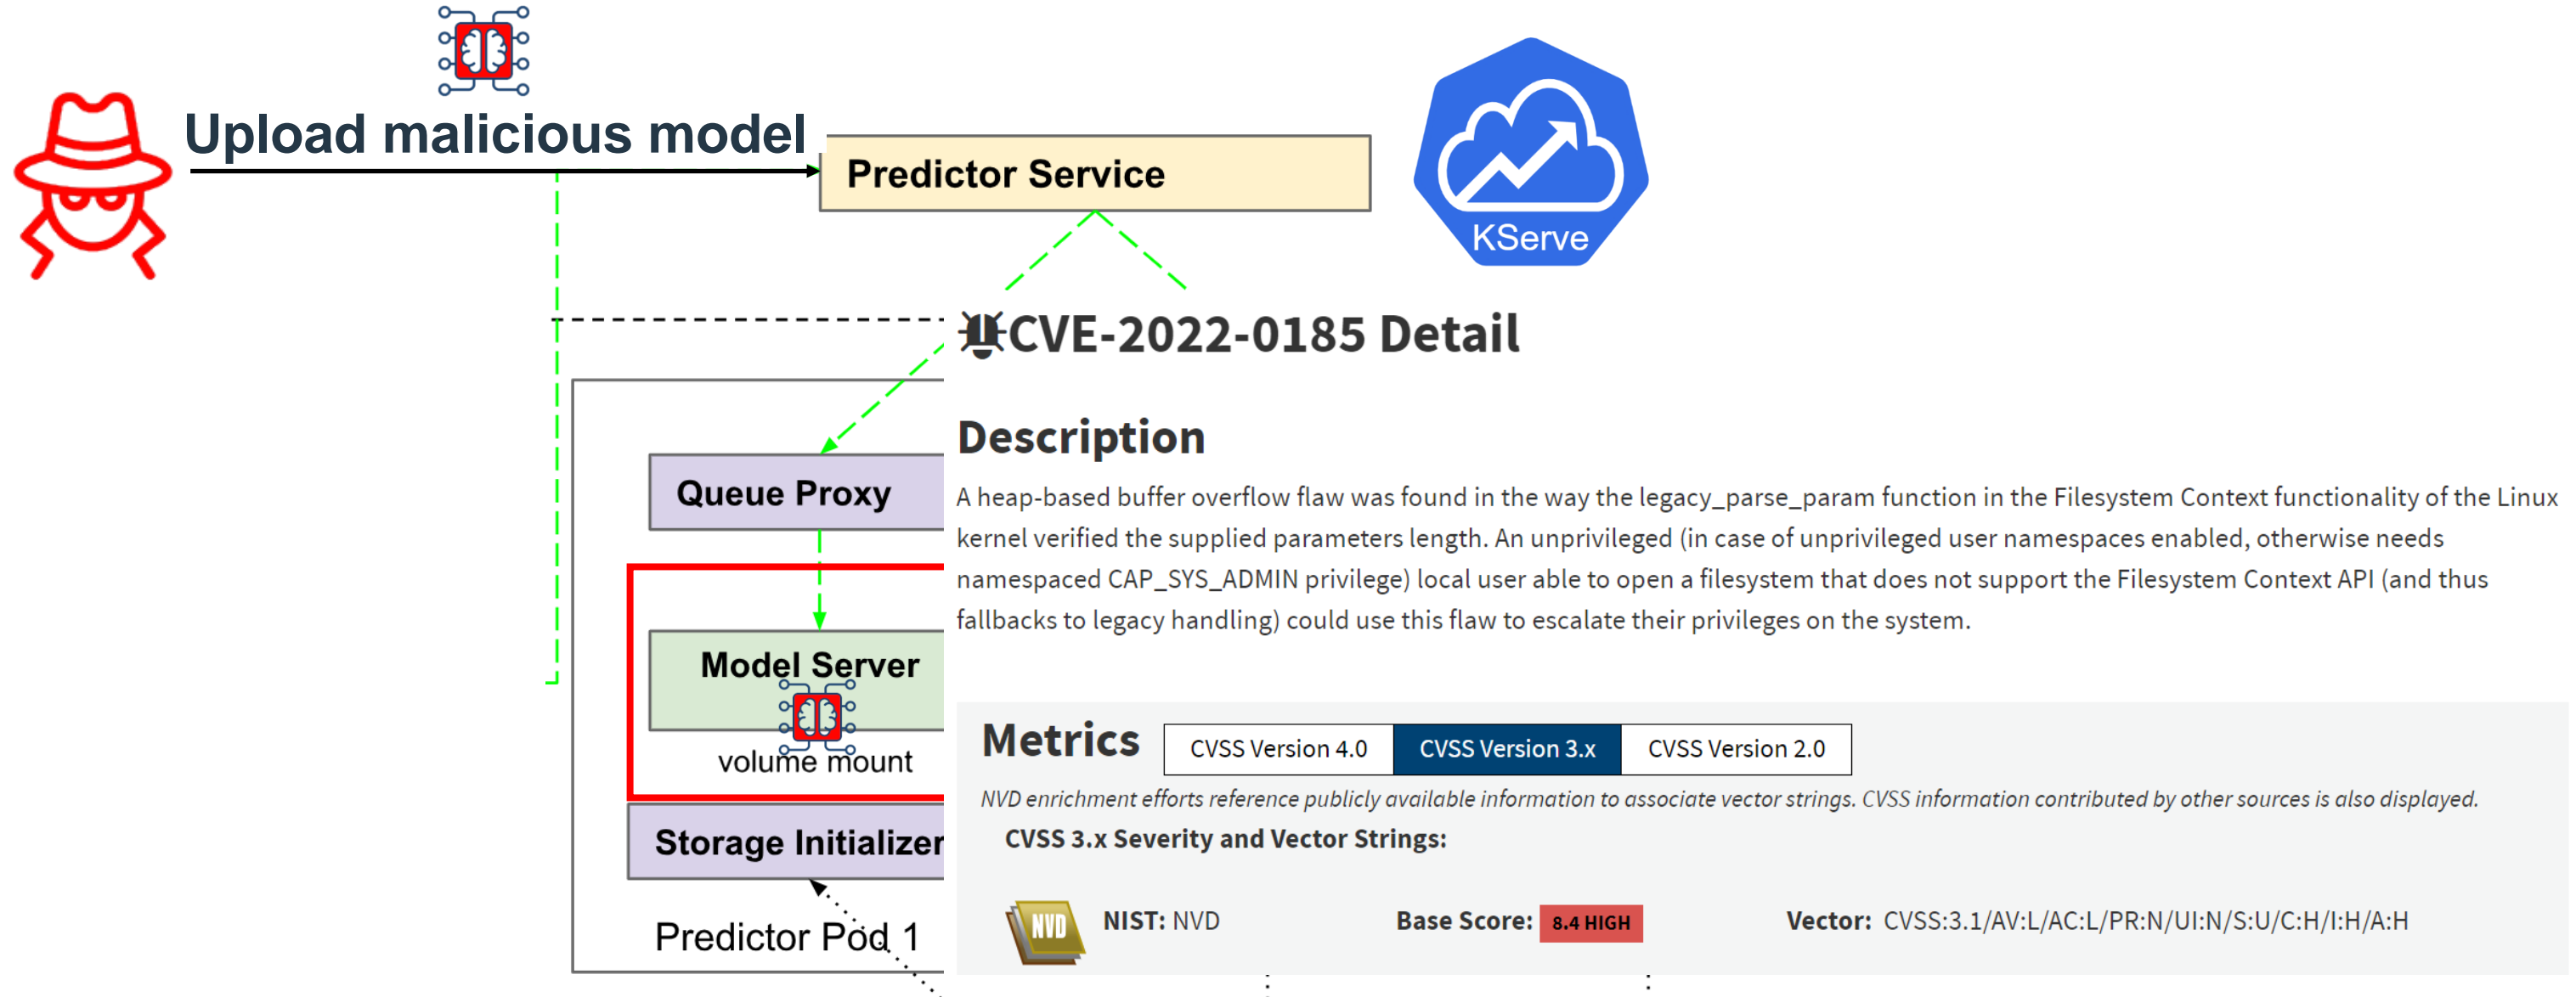 Upload malicious model
Predictor Service
KServe
CVE-2022-0185 Detail
Description
A heap-based buffer overflow flaw was found in the way the legacy_parse_param function in the Filesystem Context functionality of the Linux
kernel verified the supplied parameters length. An unprivileged (in case of unprivileged user namespaces enabled, otherwise needs
namespaced CAP_SYS_ADMIN privilege) local user able to open a filesystem that does not support the Filesystem Context API (and thus
fallbacks to legacy handling) could use this flaw to escalate their privileges on the system.
Queue Proxy
Model Server
volume mount
Storage Initializer
Predictor Pod 1
Metrics
CVSS Version 4.0
CVSS Version 3.x
CVSS Version 2.0
NVD enrichment efforts reference publicly available information to associate vector strings. CVSS information contributed by other sources is also displayed.
CVSS 3.x Severity and Vector Strings:
NVD
NIST: NVD
Base Score: 8.4 HIGH
Vector: CVSS:3.1/AV:L/AC:L/PR:N/UI:N/S:U/C:H/I:H/A:H